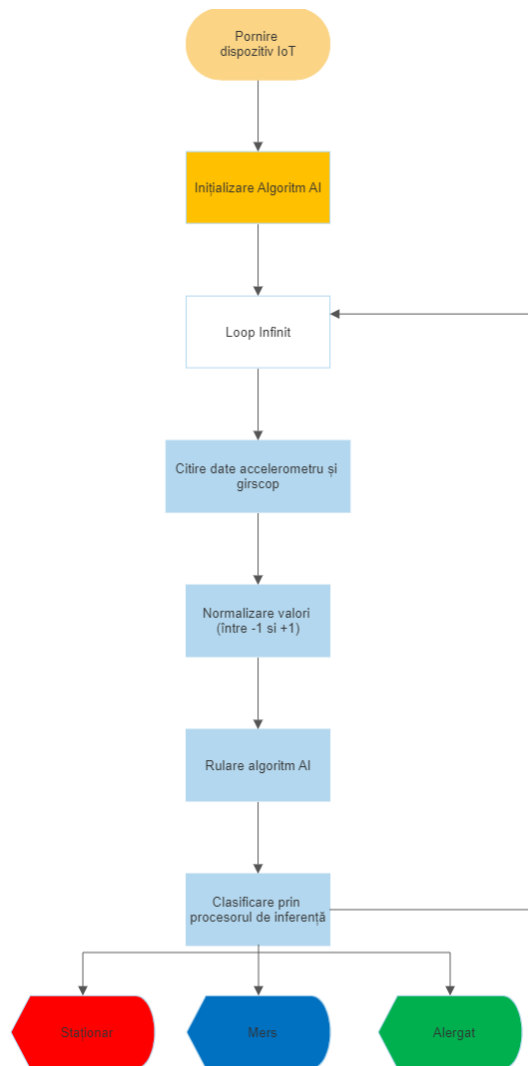 Pornire
dispozitiv IoT
Inițializare Algoritm AI
Loop Infinit
Citire date accelerometru și
girscop
Normalizare valori
(între -1 si +1)
Rulare algoritm AI
Clasificare prin
procesorul de inferență
Staționar
Mers
Alergat